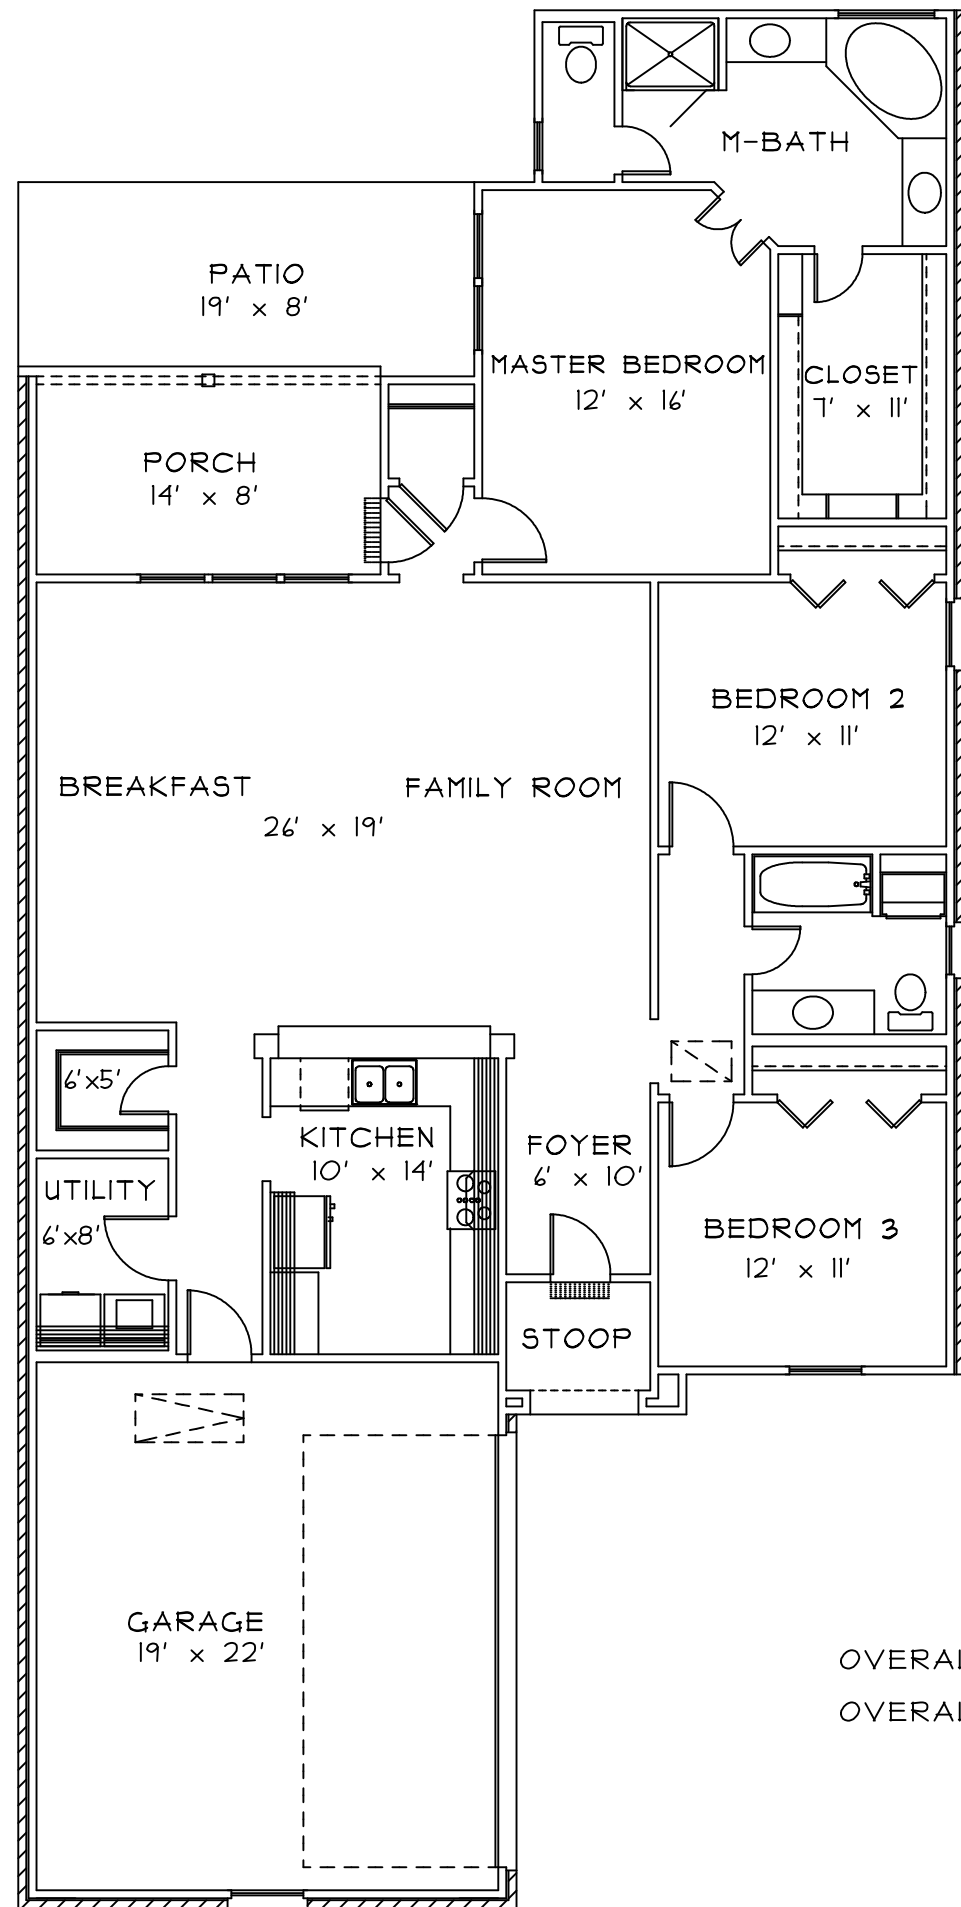 M-BATH
PATIO
19' x 8'
MASTER BEDROOM
12' x 16'
CLOSET
7' x 11'
PORCH
14' x 8'
BEDROOM 2
12' x 11'
BREAKFAST
FAMILY ROOM
26' x 19'
6'x5'
KITCHEN
10' x 14'
FOYER
6' x 10'
UTILITY
6'x8'
BEDROOM 3
12' x 11'
STOOP
GARAGE
19' x 22'